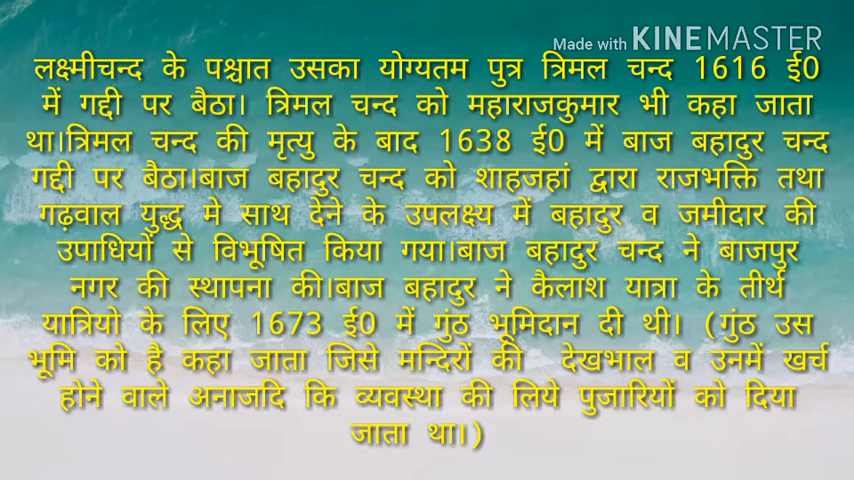 Made with KINEMASTER
लक्ष्मीचन्द के पश्चात उसका योग्यतम पुत्र त्रिमल चन्द 1616 ई0
में गद्दी पर बैठा। त्रिमल चन्द को महाराजकुमार भी कहा जाता
था।त्रिमल चन्द की मृत्यु के बाद 1638 ई0 में बाज बहादुर चन्द
गद्दी पर बैठा।बाज बहादुर चन्द को शाहजहां द्वारा राजभक्ति तथा
गढ़वाल युद्ध मे साथ देने के उपलक्ष्य में बहादुर व जमीदार की
उपाधियों से विभूषित किया गया।बाज बहादुर चन्द ने बाजपुर
नगर की स्थापना की।बाज बहादुर ने कैलाश यात्रा के तीर्थ
यात्रियो के लिए 1673 ई0 में गुंठ भूमिदान दी थी। (गुंठ उस
भूमि को है कहा जाता जिसे मन्दिरों की देखभाल व उनमें खर्च
होने वाले अनाजदि कि व्यवस्था की लिये पुजारियों को दिया
जाता था।)